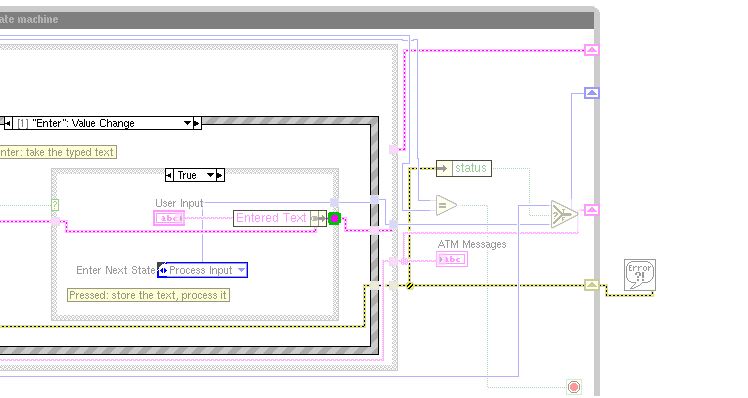 ate machine
[1] "Enter": Value Change
nter: take the typed text
True
status
?
User Input
abc
Entered Text
=
?
ATM Messages
abc
Enter Next State
Process Input
Error
?!
Pressed: store the text, process it